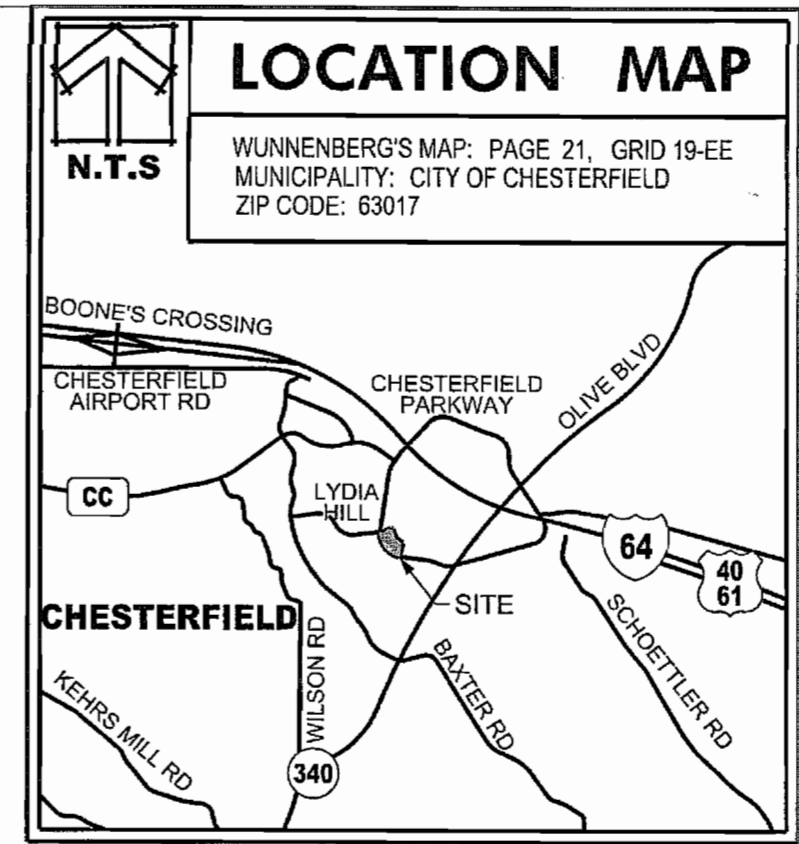 LOCATION MAP
N.T.S
WUNNENBERG'S MAP: PAGE 21, GRID 19-EE
MUNICIPALITY: CITY OF CHESTERFIELD
ZIP CODE: 63017
BOONE'S CROSSING
CHESTERFIELD
AIRPORT RD
CHESTERFIELD
PARKWAY
OLIVE BLVD
CC
LYDIA
HILL
64
40
61
SITE
CHESTERFIELD
WILSON RD
BAXTER RD
SCHOETTLER RD
KEHRS MILL RD
340